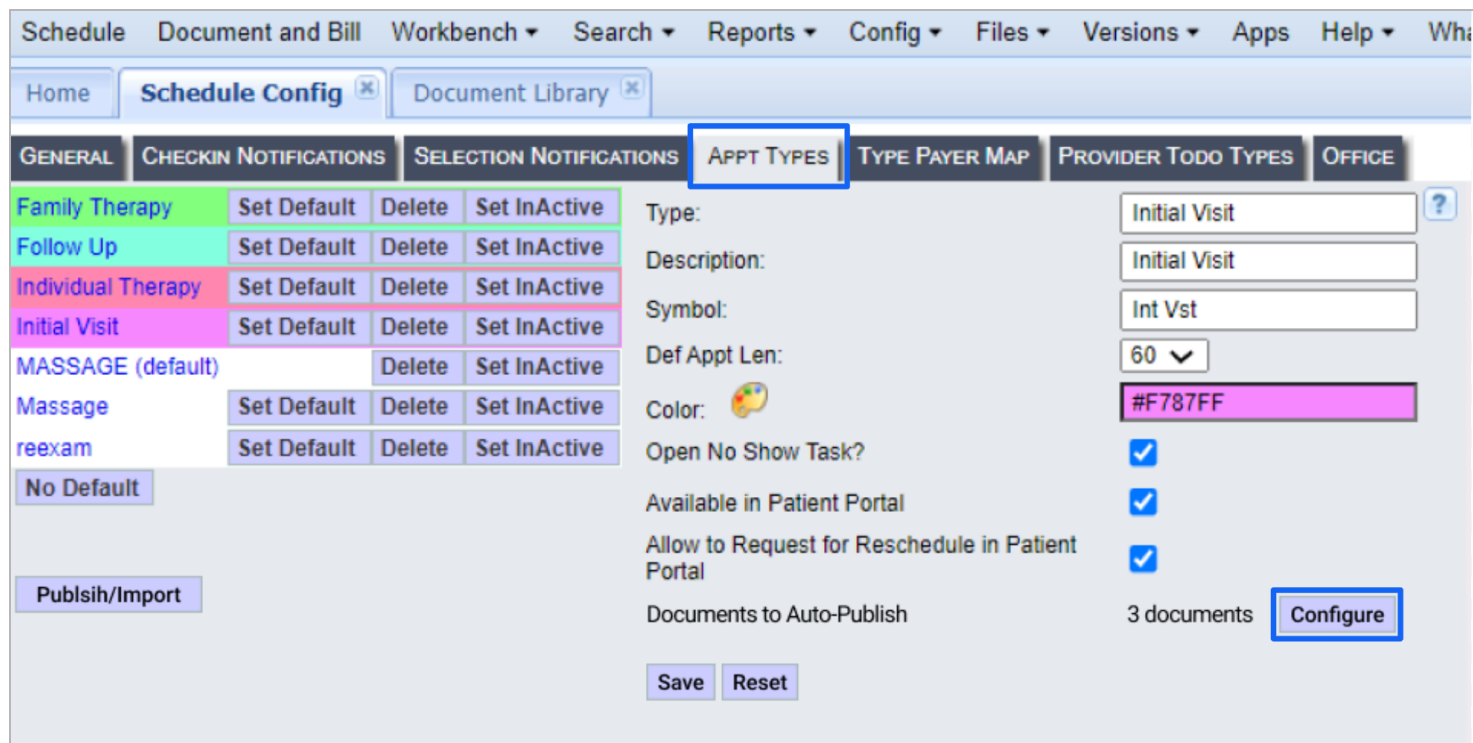 Schedule Document and Bill Workbench Search Reports Config Files Versions Apps Help Wha
Home Schedule Config Document Library
GENERAL CHECKIN NOTIFICATIONS SELECTION NOTIFICATIONS APPT TYPES TYPE PAYER MAP PROVIDER TODO TYPES OFFICE
Family Therapy Set Default Delete Set InActive
Follow Up Set Default Delete Set InActive
Individual Therapy Set Default Delete Set InActive
Initial Visit Set Default Delete Set InActive
MASSAGE (default) Delete Set InActive
Massage Set Default Delete Set InActive
reexam Set Default Delete Set InActive
No Default
Publsih/Import
Type: Initial Visit ?
Description: Initial Visit
Symbol: Int Vst
Def Appt Len: 60
Color: #F787FF
Open No Show Task?
Available in Patient Portal
Allow to Request for Reschedule in Patient
Portal
Documents to Auto-Publish 3 documents Configure
Save Reset